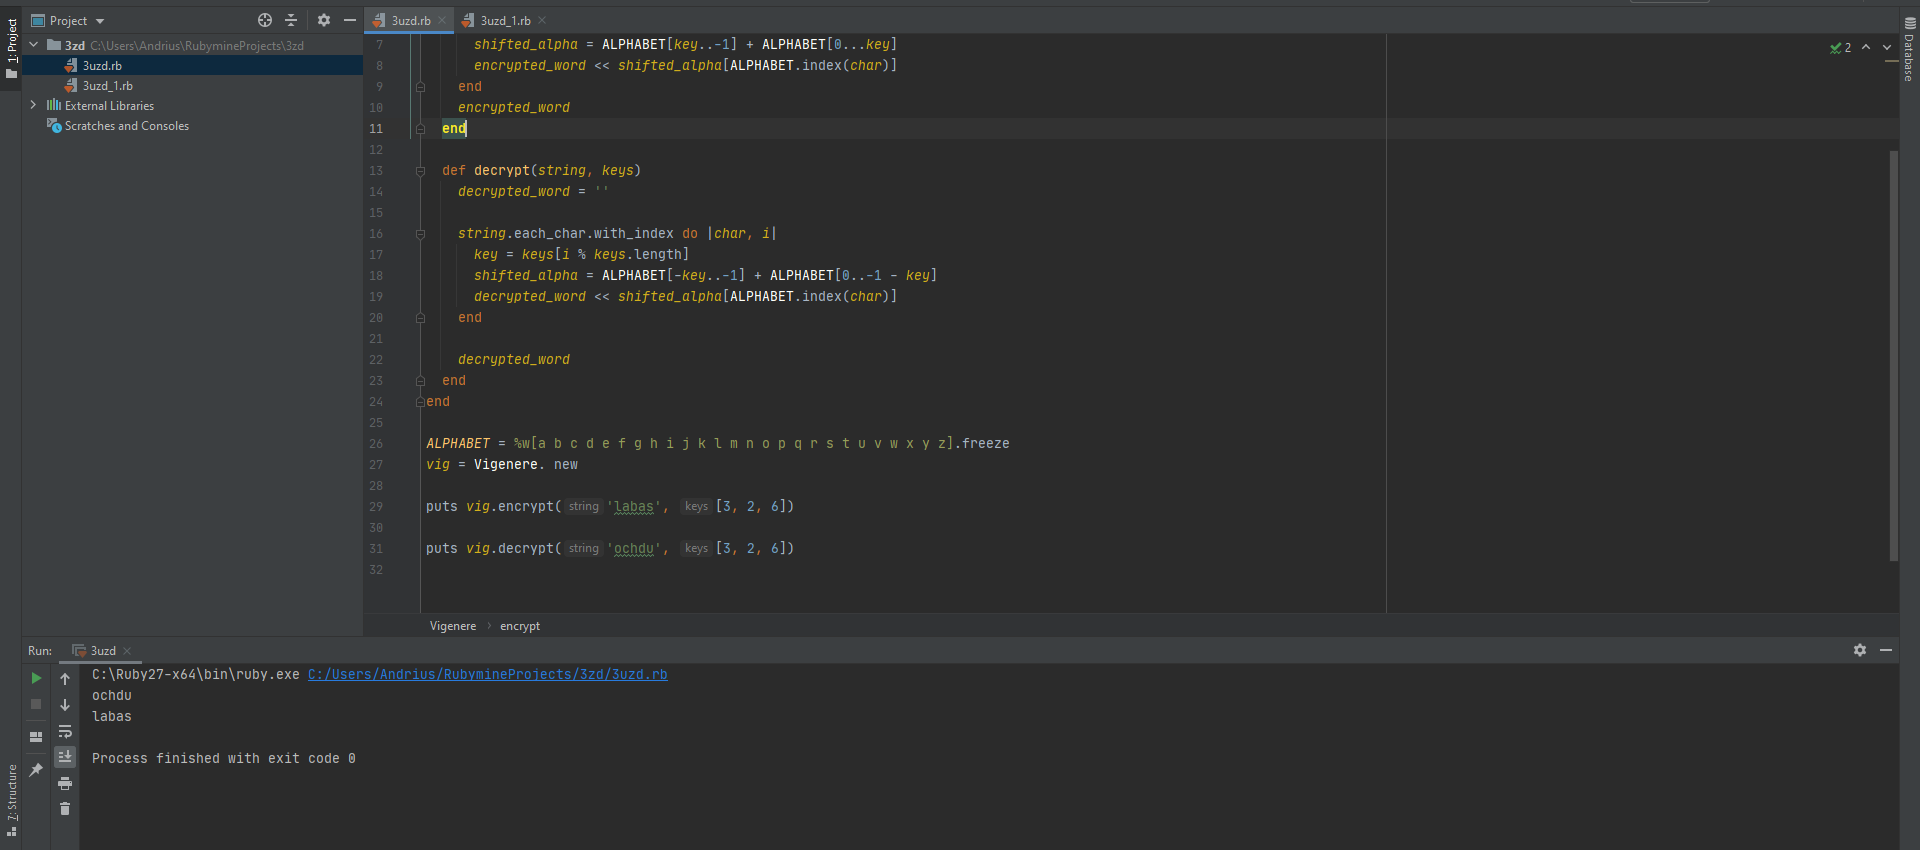 Project
3uzd.rb
3uzd_1.rb
1: Project
3zd C:\Users\Andrius\RubymineProjects\3zd
3uzd.rb
3uzd_1.rb
External Libraries
Scratches and Consoles
7 shifted_alpha = ALPHABET[key..-1] + ALPHABET[0...key]
8 encrypted_word << shifted_alpha[ALPHABET.index(char)]
9 end
10 encrypted_word
11 end
12
13 def decrypt(string, keys)
14 decrypted_word = ''
15
16 string.each_char.with_index do |char, i|
17 key = keys[i % keys.length]
18 shifted_alpha = ALPHABET[-key..-1] + ALPHABET[0..-1 - key]
19 decrypted_word << shifted_alpha[ALPHABET.index(char)]
20 end
21
22 decrypted_word
23 end
24 end
25
26 ALPHABET = %w[a b c d e f g h i j k l m n o p q r s t u v w x y z].freeze
27 vig = Vigenere. new
28
29 puts vig.encrypt( string 'labas', keys [3, 2, 6])
30
31 puts vig.decrypt( string 'ochdu', keys [3, 2, 6])
32
2
Database
Vigenere › encrypt
Run: 3uzd
C:\Ruby27-x64\bin\ruby.exe C:/Users/Andrius/RubymineProjects/3zd/3uzd.rb
ochdu
labas
Process finished with exit code 0
7: Structure